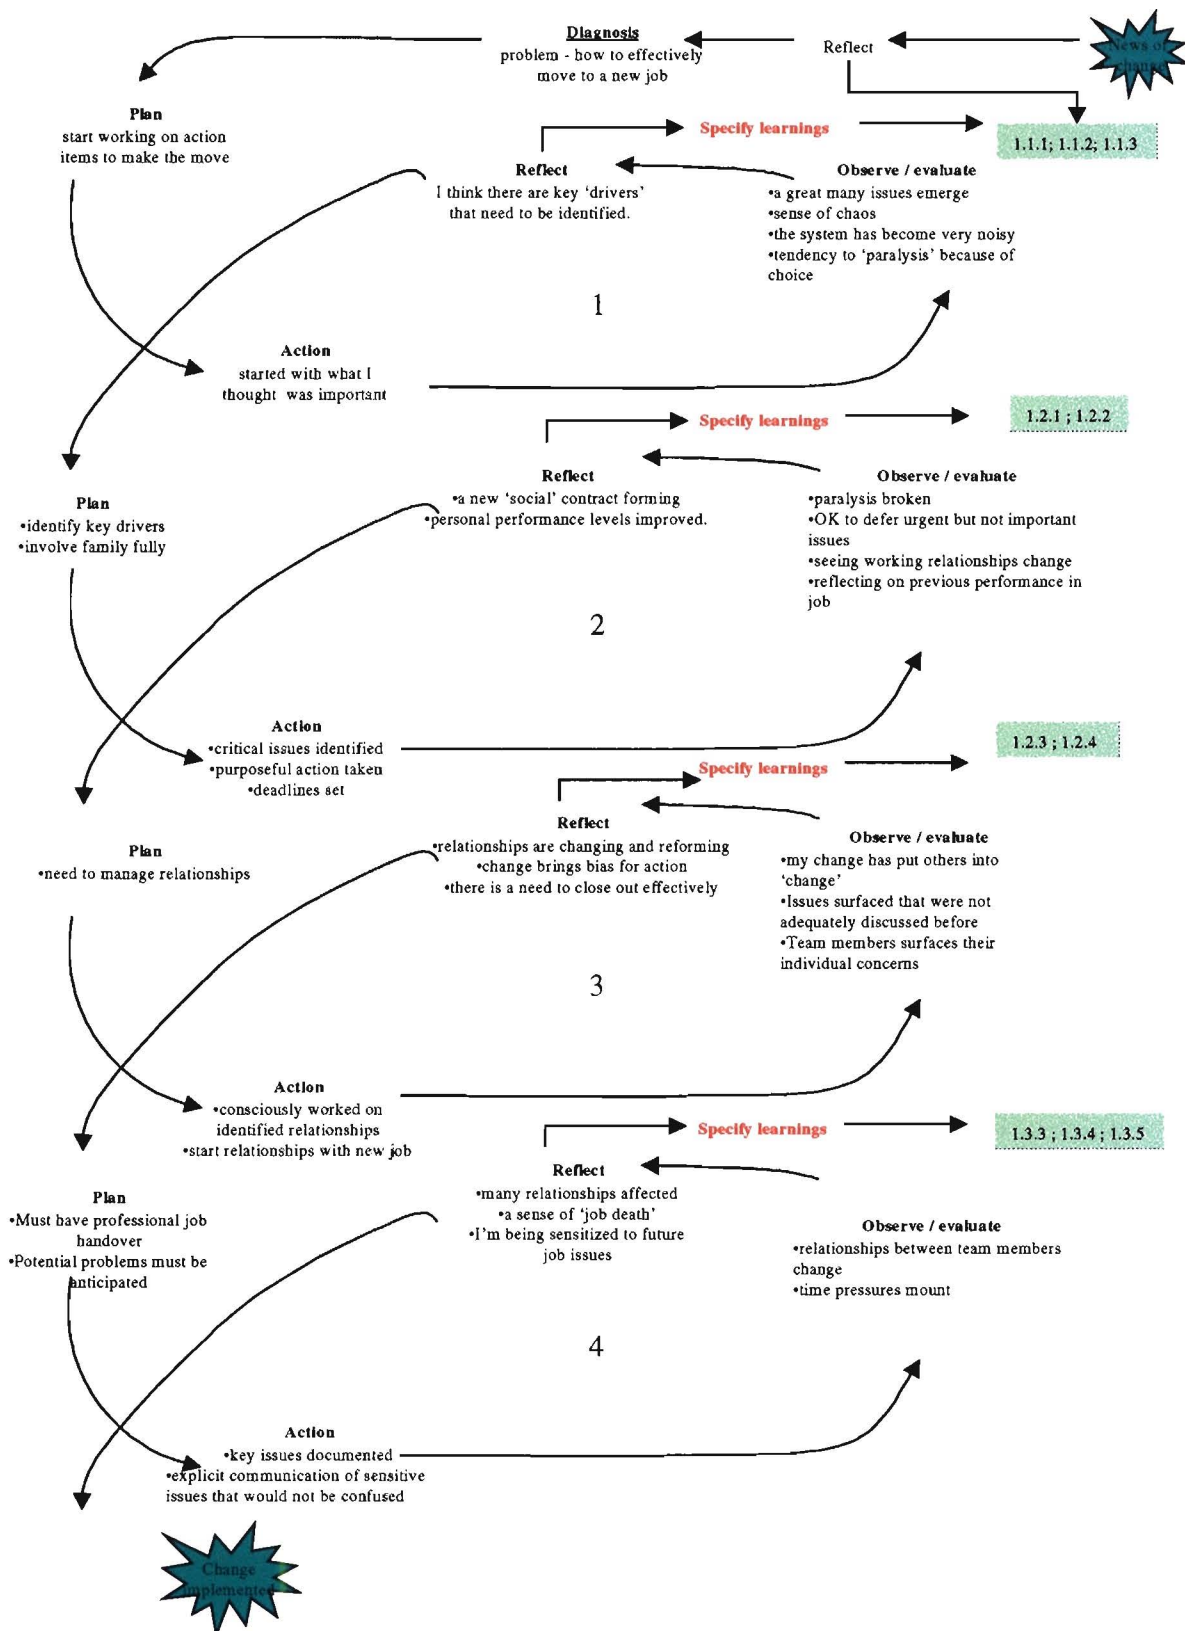 Diagnosis
problem - how to effectively
move to a new job
Reflect
News of
change
Plan
start working on action
items to make the move
Specify learnings
1.1.1; 1.1.2; 1.1.3
Reflect
I think there are key ‘drivers’
that need to be identified.
Observe / evaluate
•a great many issues emerge
•sense of chaos
•the system has become very noisy
•tendency to ‘paralysis’ because of
choice
1
Action
started with what I
thought was important
Specify learnings
1.2.1 ; 1.2.2
Reflect
•a new ‘social’ contract forming
•personal performance levels improved.
Observe / evaluate
•paralysis broken
•OK to defer urgent but not important
issues
•seeing working relationships change
•reflecting on previous performance in
job
Plan
•identify key drivers
•involve family fully
2
Action
•critical issues identified
•purposeful action taken
•deadlines set
Specify learnings
1.2.3 ; 1.2.4
Reflect
•relationships are changing and reforming
•change brings bias for action
•there is a need to close out effectively
Observe / evaluate
•my change has put others into
‘change’
•Issues surfaced that were not
adequately discussed before
•Team members surfaces their
individual concerns
Plan
•need to manage relationships
3
Action
•consciously worked on
identified relationships
•start relationships with new job
Specify learnings
1.3.3 ; 1.3.4 ; 1.3.5
Reflect
•many relationships affected
•a sense of ‘job death’
•I’m being sensitized to future
job issues
Observe / evaluate
•relationships between team members
change
•time pressures mount
Plan
•Must have professional job
handover
•Potential problems must be
anticipated
4
Action
•key issues documented
•explicit communication of sensitive
issues that would not be confused
Change
implemented